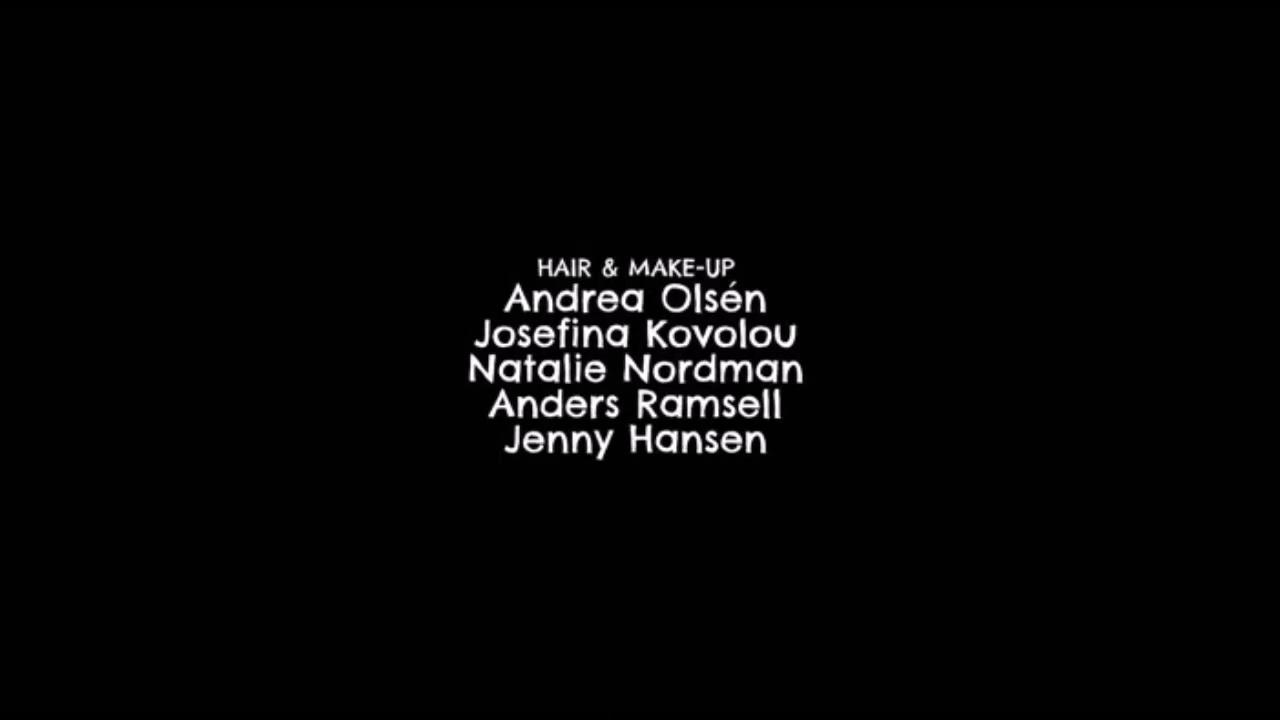 HAIR & MAKE-UP
Andrea Olsén
Josefina Kovolou
Natalie Nordman
Anders Ramsell
Jenny Hansen